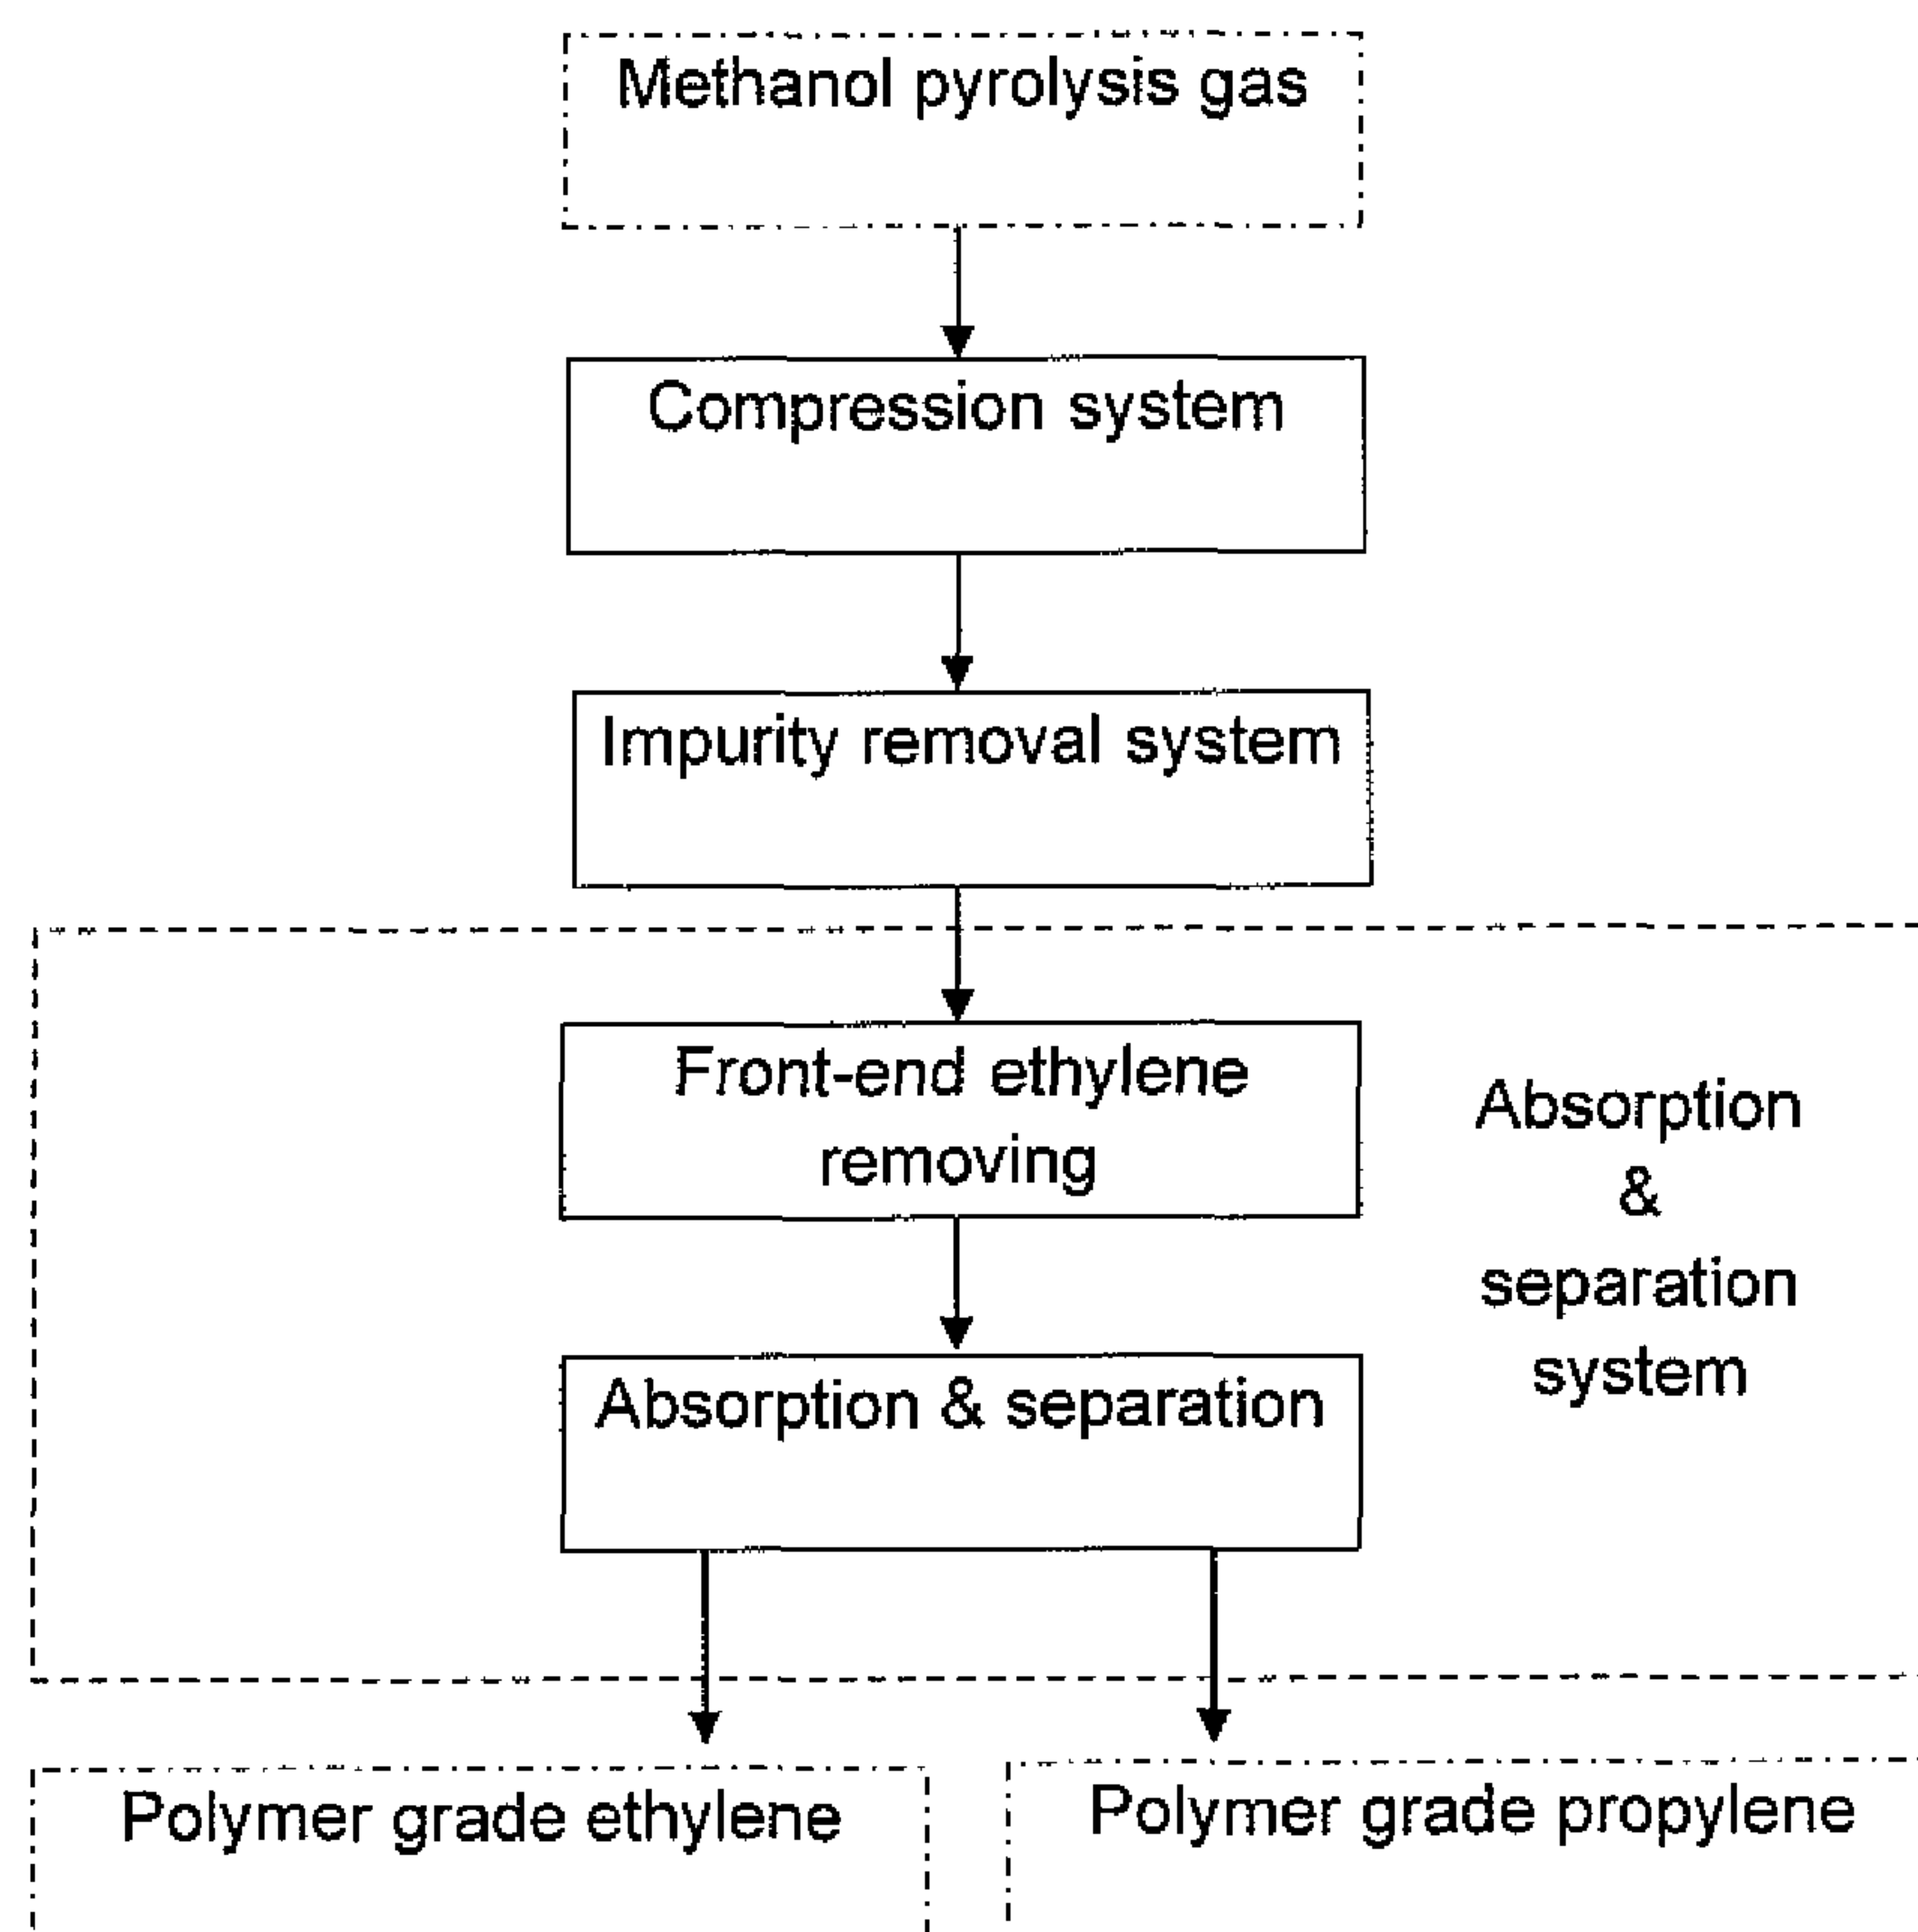 Methanol pyrolysis gas
Compression system
Impurity removal system
Front-end ethylene
removing
Absorption
&
separation
system
Absorption & separation
Polymer grade ethylene
Polymer grade propylene